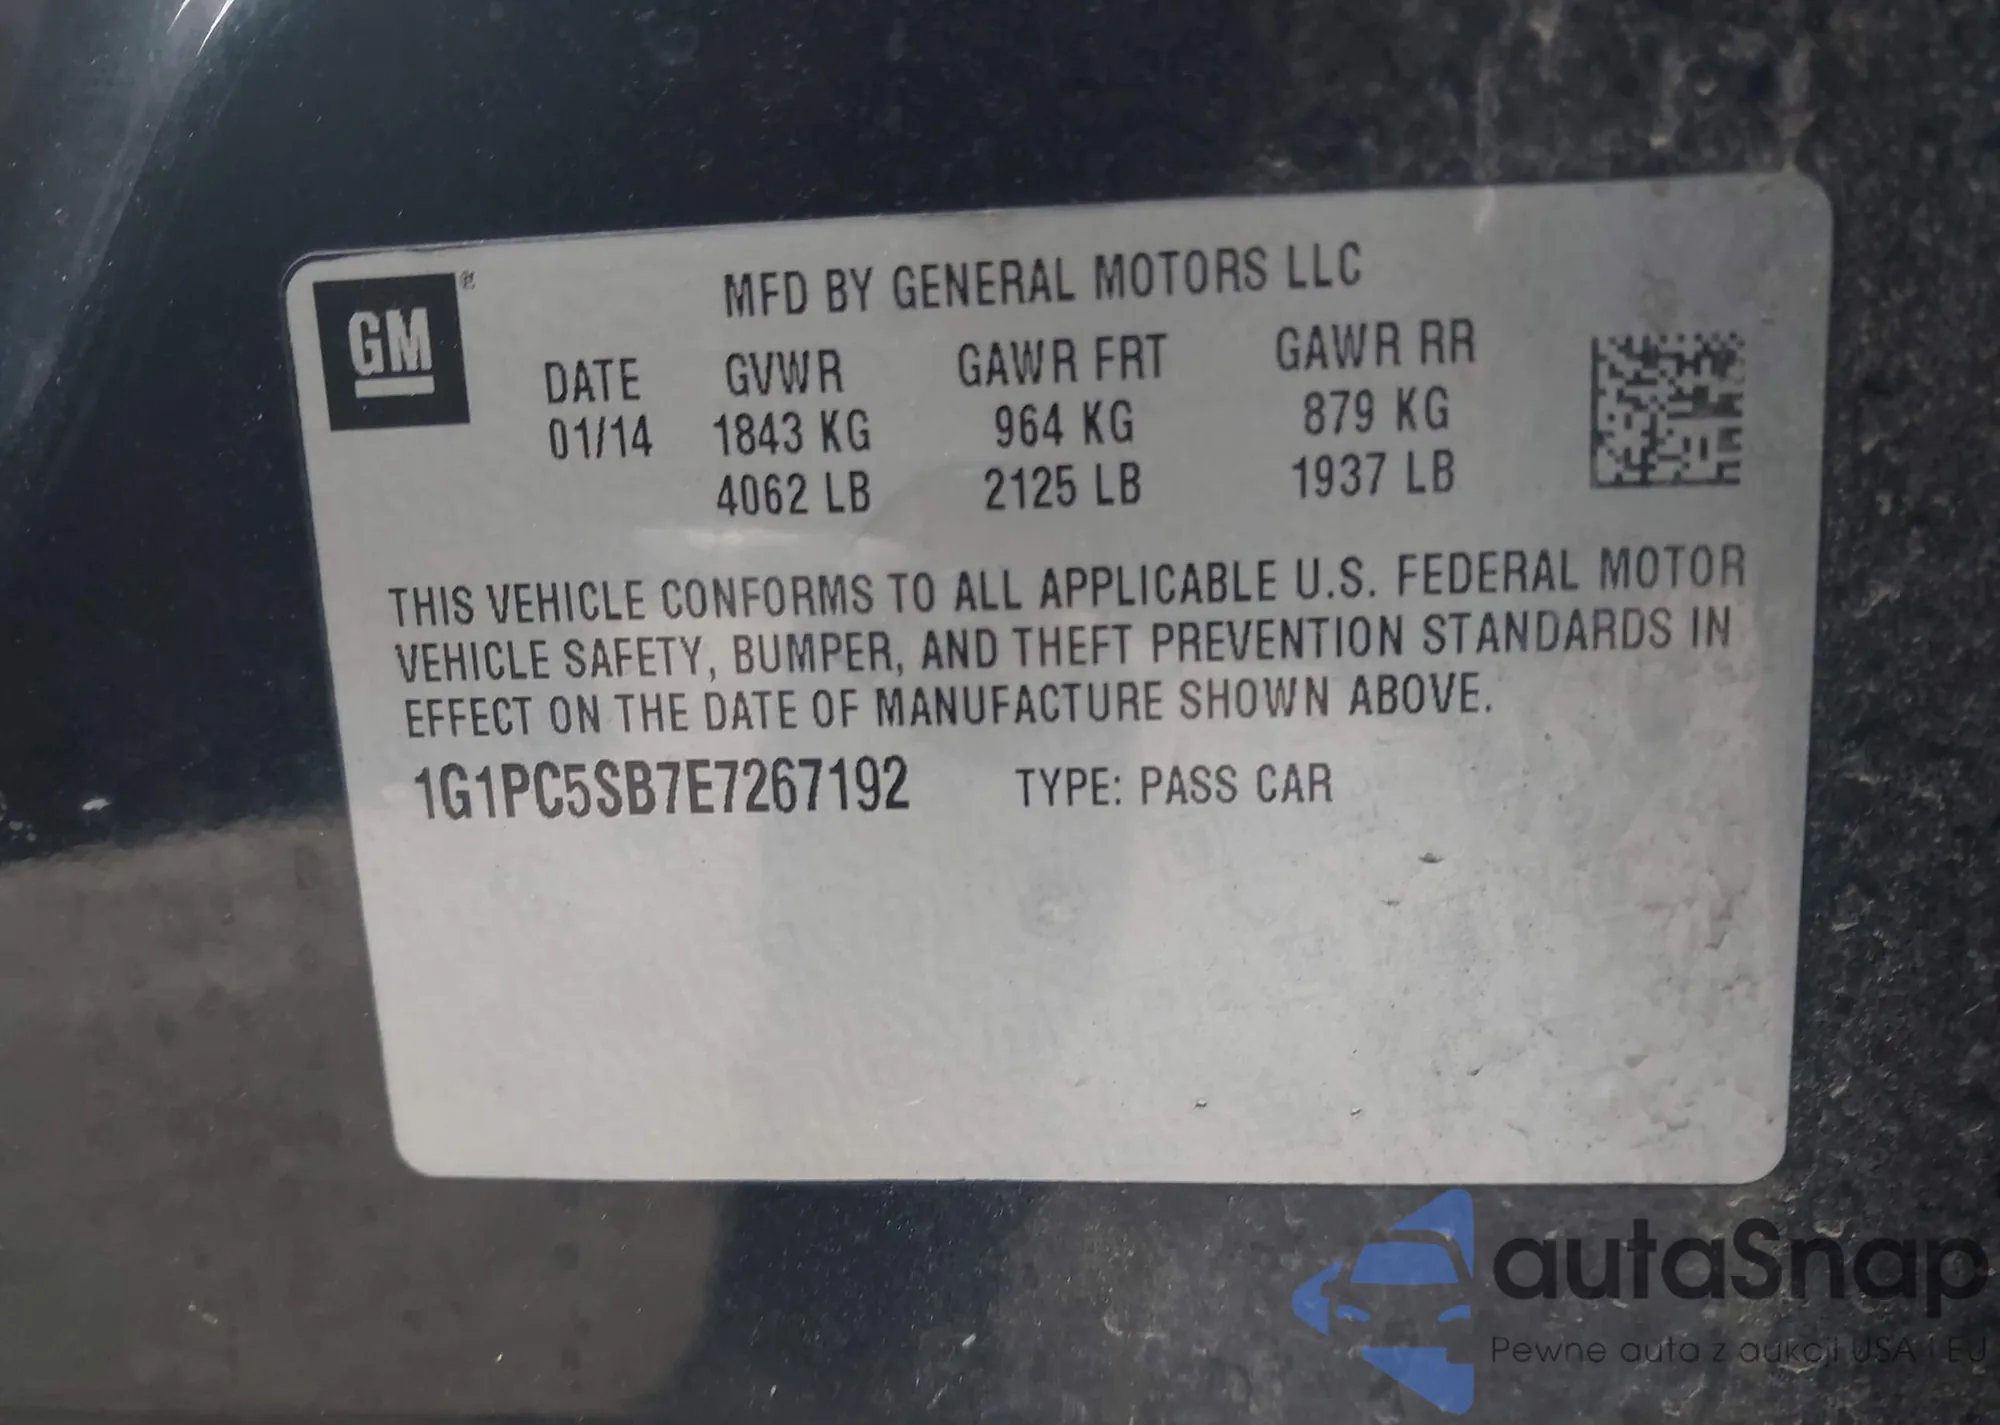 GM®
MFD BY GENERAL MOTORS LLC
DATE GVWR GAWR FRT GAWR RR
01/14 1843 KG 964 KG 879 KG
4062 LB 2125 LB 1937 LB
THIS VEHICLE CONFORMS TO ALL APPLICABLE U.S. FEDERAL MOTOR
VEHICLE SAFETY, BUMPER, AND THEFT PREVENTION STANDARDS IN
EFFECT ON THE DATE OF MANUFACTURE SHOWN ABOVE.
1G1PC5SB7E7267192 TYPE: PASS CAR
autaSnap
Pewne auta z aukcji USA i EU